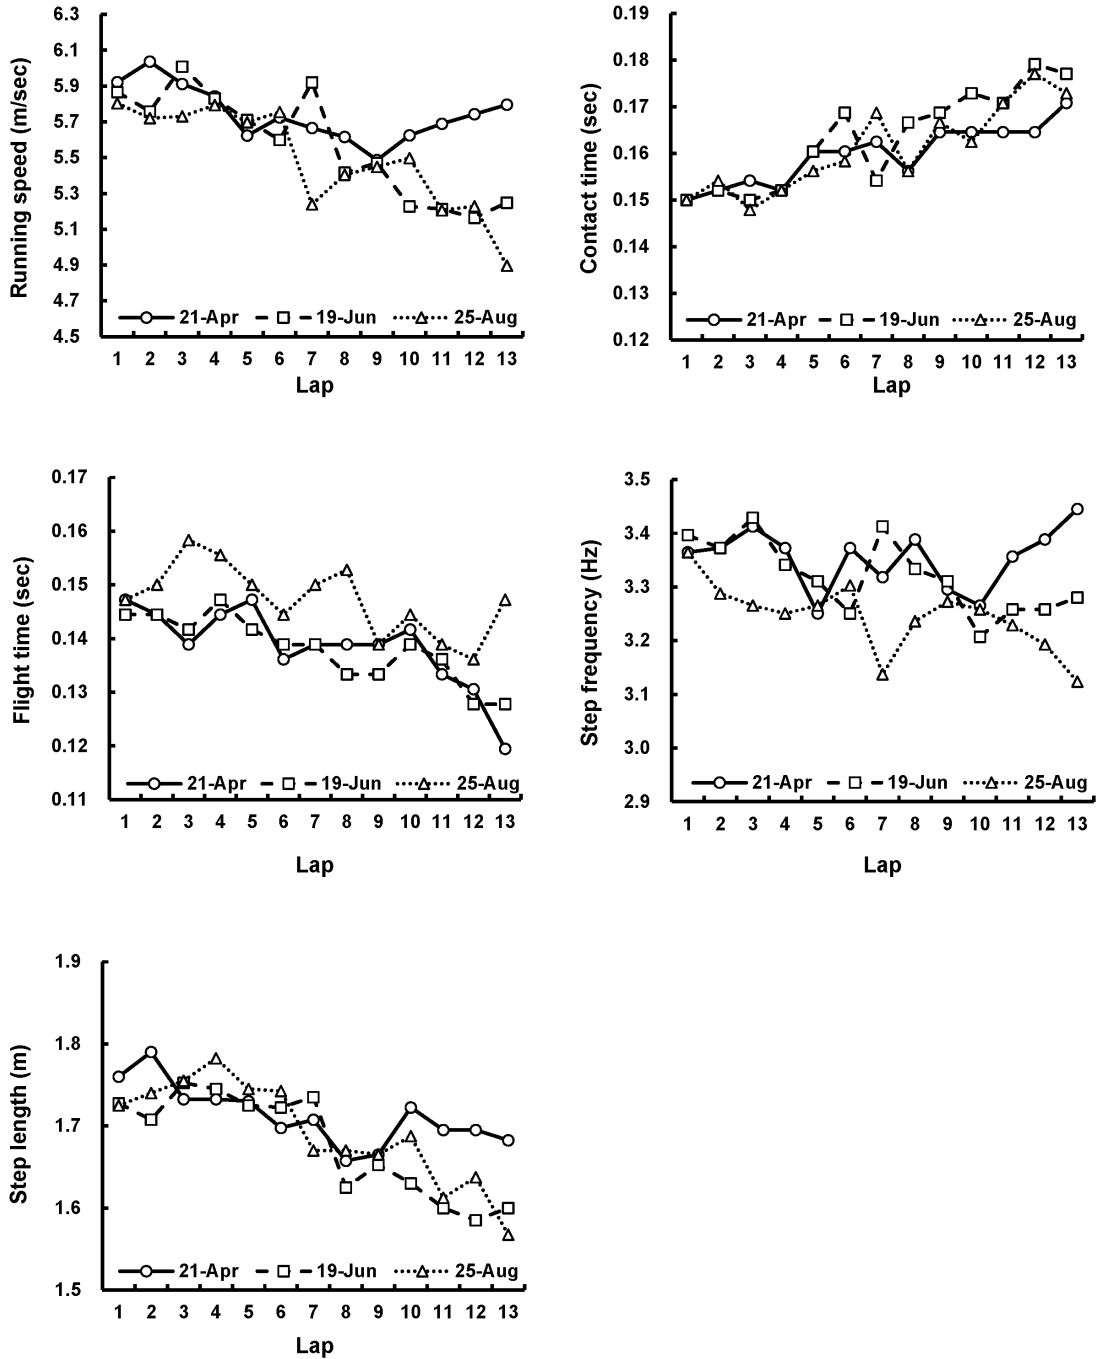 Running speed (m/sec)
6.3
6.1
5.9
5.7
5.5
5.3
5.1
4.9
4.7
4.5
21-Apr 19-Jun 25-Aug
1 2 3 4 5 6 7 8 9 10 11 12 13
Lap
Contact time (sec)
0.19
0.18
0.17
0.16
0.15
0.14
0.13
0.12
21-Apr 19-Jun 25-Aug
1 2 3 4 5 6 7 8 9 10 11 12 13
Lap
Flight time (sec)
0.17
0.16
0.15
0.14
0.13
0.12
0.11
21-Apr 19-Jun 25-Aug
1 2 3 4 5 6 7 8 9 10 11 12 13
Lap
Step frequency (Hz)
3.5
3.4
3.3
3.2
3.1
3.0
2.9
21-Apr 19-Jun 25-Aug
1 2 3 4 5 6 7 8 9 10 11 12 13
Lap
Step length (m)
1.9
1.8
1.7
1.6
1.5
21-Apr 19-Jun 25-Aug
1 2 3 4 5 6 7 8 9 10 11 12 13
Lap